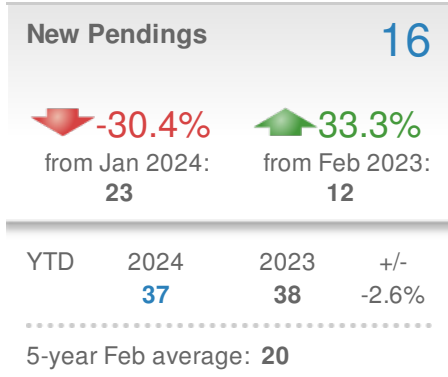 New Pendings 16
-30.4% 33.3%
from Jan 2024: from Feb 2023:
23 12
YTD 2024 2023 +/-
37 38 -2.6%
5-year Feb average: 20